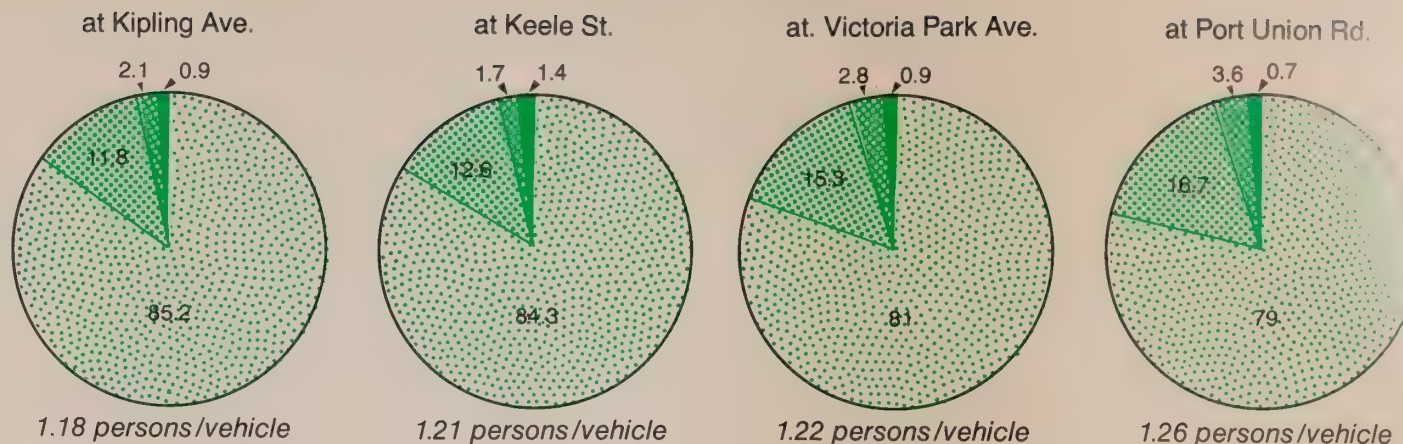 at Kipling Ave.
2.1 0.9
11.8
85.2
1.18 persons/vehicle
at Keele St.
1.7 1.4
12.6
84.3
1.21 persons/vehicle
at. Victoria Park Ave.
2.8 0.9
15.3
81
1.22 persons/vehicle
at Port Union Rd.
3.6 0.7
16.7
79
1.26 persons/vehicle